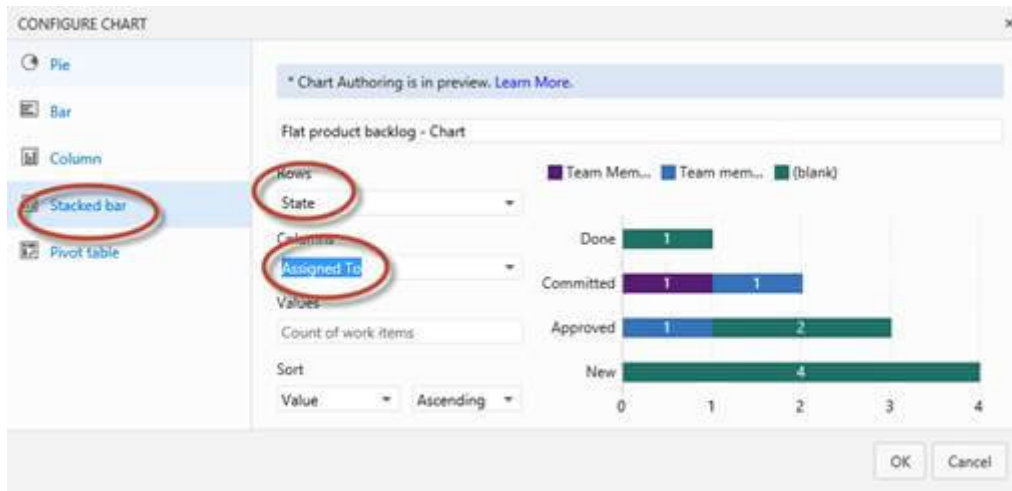 CONFIGURE CHART
Pie
Bar
Column
Stacked bar
Pivot table
* Chart Authoring is in preview. Learn More.
Flat product backlog - Chart
Rows
State
Columns
Assigned To
Values
Count of work items
Sort
Value Ascending
Team Mem... Team mem... (blank)
Done 1
Committed 1 1
Approved 1 2
New 4
0 1 2 3 4
OK Cancel